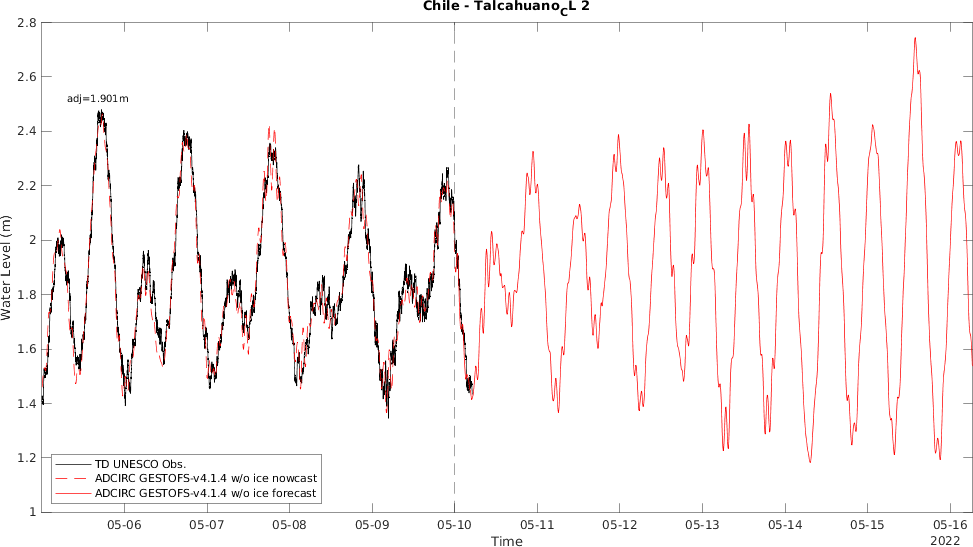 Chile - Talcahuano_CL 2
2.8
2.6
adj=1.901m
2.4
2.2
2
1.8
1.6
1.4
1.2
1
Water Level (m)
TD UNESCO Obs.
ADCIRC GESTOFS-v4.1.4 w/o ice nowcast
ADCIRC GESTOFS-v4.1.4 w/o ice forecast
05-06 05-07 05-08 05-09 05-10 05-11 05-12 05-13 05-14 05-15 05-16
Time
2022